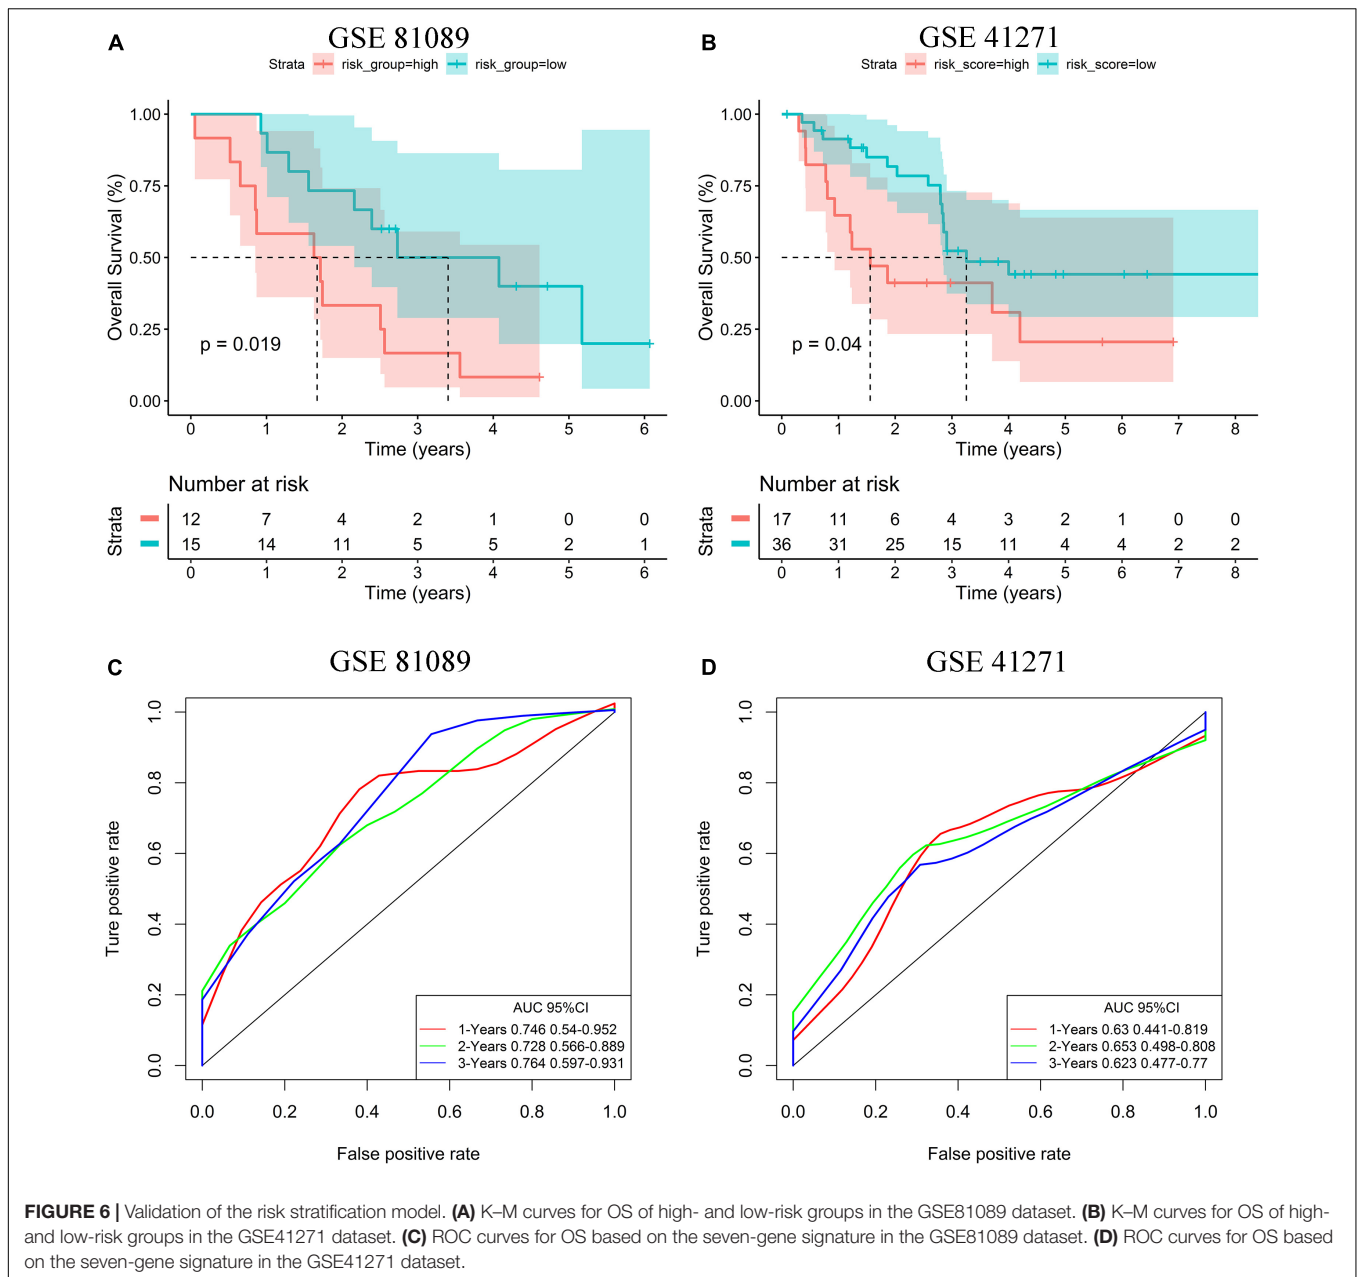 A
GSE 81089
Strata risk_group=high risk_group=low
1.00
0.75
0.50
0.25
0.00
Overall Survival (%)
p = 0.019
0 1 2 3 4 5 6
Time (years)
Number at risk
Strata
12 7 4 2 1 0 0
15 14 11 5 5 2 1
0 1 2 3 4 5 6
Time (years)
B
GSE 41271
Strata risk_score=high risk_score=low
1.00
0.75
0.50
0.25
0.00
Overall Survival (%)
p = 0.04
0 1 2 3 4 5 6 7 8
Time (years)
Number at risk
Strata
17 11 6 4 3 2 1 0 0
36 31 25 15 11 4 4 2 2
0 1 2 3 4 5 6 7 8
Time (years)
C
GSE 81089
1.0
0.8
0.6
0.4
0.2
0.0
Ture positive rate
AUC 95%CI
1-Years 0.746 0.54-0.952
2-Years 0.728 0.566-0.889
3-Years 0.764 0.597-0.931
0.0 0.2 0.4 0.6 0.8 1.0
False positive rate
D
GSE 41271
1.0
0.8
0.6
0.4
0.2
0.0
Ture positive rate
AUC 95%CI
1-Years 0.63 0.441-0.819
2-Years 0.653 0.498-0.808
3-Years 0.623 0.477-0.77
0.0 0.2 0.4 0.6 0.8 1.0
False positive rate
FIGURE 6 | Validation of the risk stratification model. (A) K–M curves for OS of high- and low-risk groups in the GSE81089 dataset. (B) K–M curves for OS of high-
and low-risk groups in the GSE41271 dataset. (C) ROC curves for OS based on the seven-gene signature in the GSE81089 dataset. (D) ROC curves for OS based
on the seven-gene signature in the GSE41271 dataset.